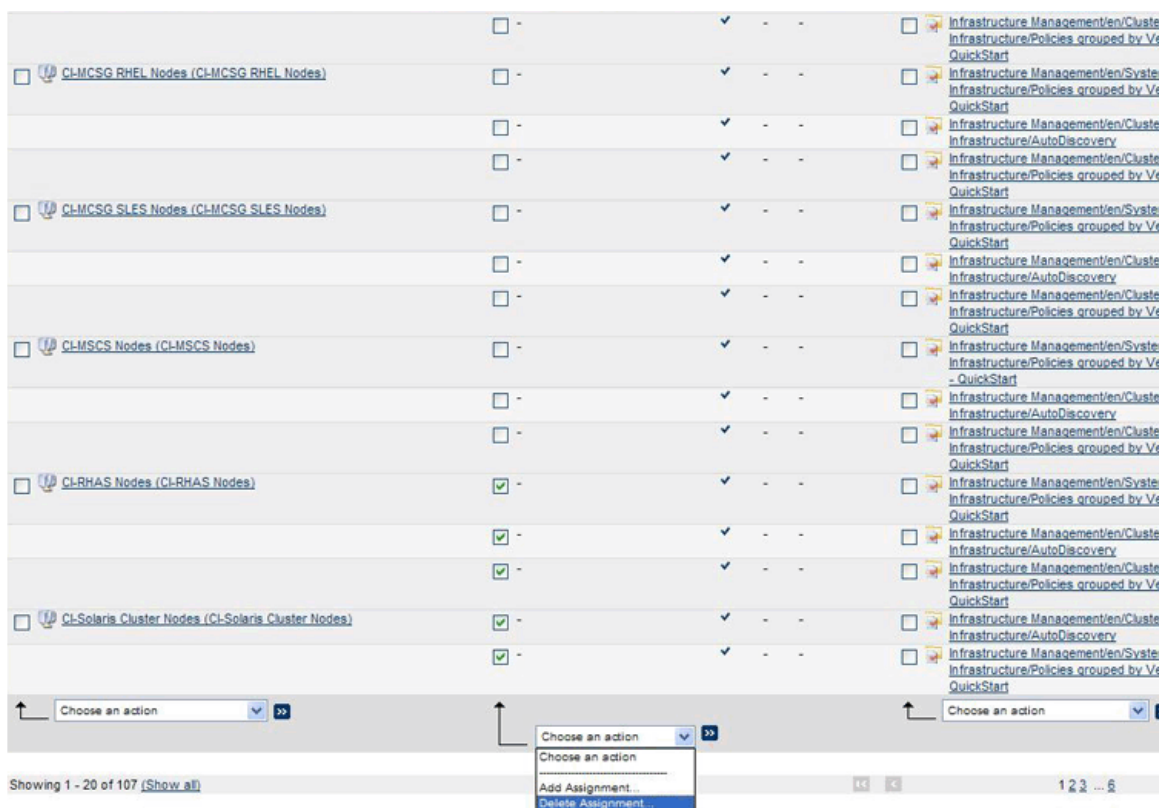 -
Infrastructure Management/en/Cluste
Infrastructure/Policies grouped by Ve
QuickStart
CI-MCSG RHEL Nodes (CI-MCSG RHEL Nodes)
-
Infrastructure Management/en/Syste
Infrastructure/Policies grouped by Ve
QuickStart
-
Infrastructure Management/en/Cluste
Infrastructure/AutoDiscovery
-
Infrastructure Management/en/Cluste
Infrastructure/Policies grouped by Ve
QuickStart
CI-MCSG SLES Nodes (CI-MCSG SLES Nodes)
-
Infrastructure Management/en/Syste
Infrastructure/Policies grouped by Ve
QuickStart
-
Infrastructure Management/en/Cluste
Infrastructure/AutoDiscovery
-
Infrastructure Management/en/Cluste
Infrastructure/Policies grouped by Ve
QuickStart
CI-MSCS Nodes (CI-MSCS Nodes)
-
Infrastructure Management/en/Syste
Infrastructure/Policies grouped by Ve
- QuickStart
-
Infrastructure Management/en/Cluste
Infrastructure/AutoDiscovery
-
Infrastructure Management/en/Cluste
Infrastructure/Policies grouped by Ve
QuickStart
CI-RHAS Nodes (CI-RHAS Nodes)
-
Infrastructure Management/en/Syste
Infrastructure/Policies grouped by Ve
QuickStart
-
Infrastructure Management/en/Cluste
Infrastructure/AutoDiscovery
-
Infrastructure Management/en/Cluste
Infrastructure/Policies grouped by Ve
QuickStart
CI-Solaris Cluster Nodes (CI-Solaris Cluster Nodes)
-
Infrastructure Management/en/Cluste
Infrastructure/AutoDiscovery
-
Infrastructure Management/en/Syste
Infrastructure/Policies grouped by Ve
QuickStart
Choose an action
Choose an action
Choose an action
Choose an action
--------------------------------
Add Assignment...
Delete Assignment...
Showing 1 - 20 of 107 (Show all)
1 2 3 ... 6